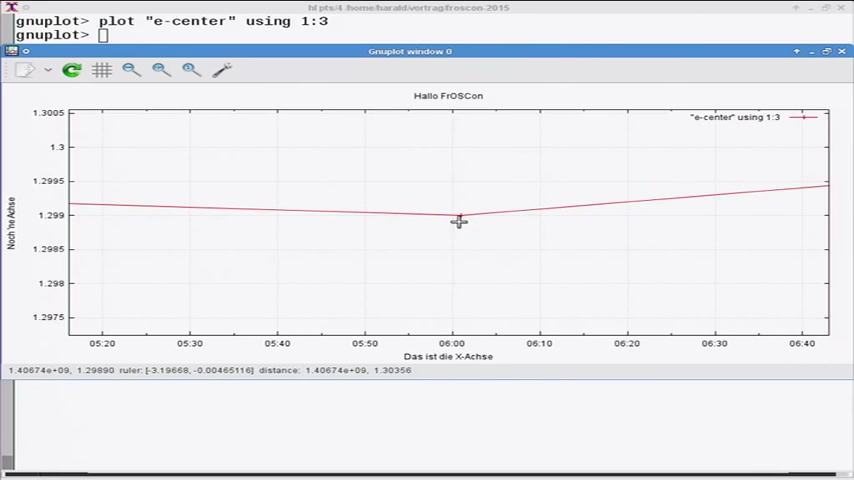 hl pts/4 /home/harald/vortrag/froscon-2015
gnuplot> plot "e-center" using 1:3
gnuplot>
Gnuplot window 0
Hallo FrOSCon
"e-center" using 1:3
1.3005
1.3
1.2995
1.299
1.2985
1.298
1.2975
Noch 'ne Achse
05:20 05:30 05:40 05:50 06:00 06:10 06:20 06:30 06:40
Das ist die X-Achse
1.40674e+09, 1.29890 ruler: [-3.19668, -0.00465116] distance: 1.40674e+09, 1.30356